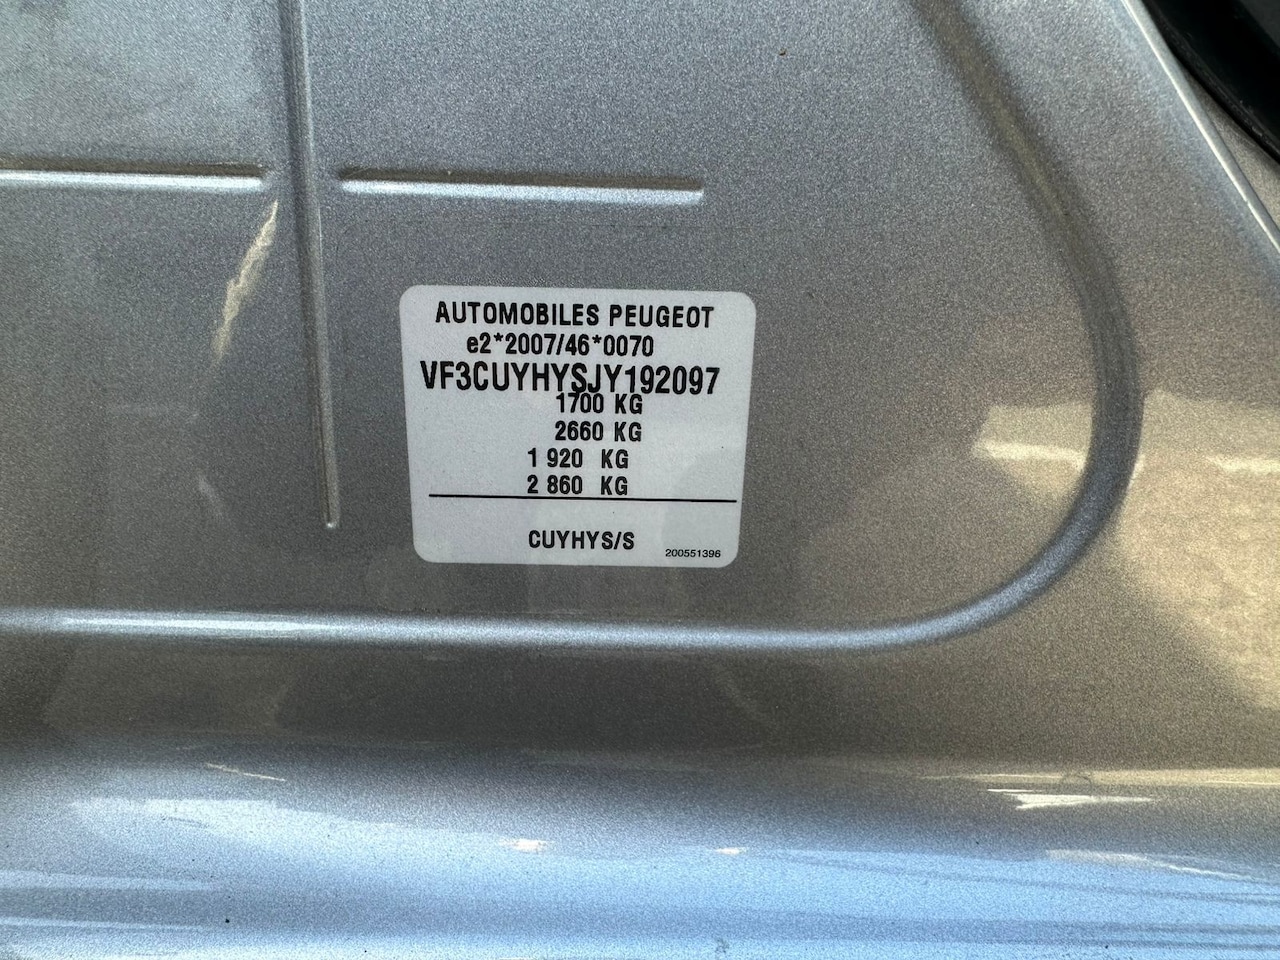 AUTOMOBILES PEUGEOT
e2*2007/46*0070
VF3CUYHYSJY192097
1700 KG
2660 KG
1 920 KG
2 860 KG
CUYHYS/S
200551396